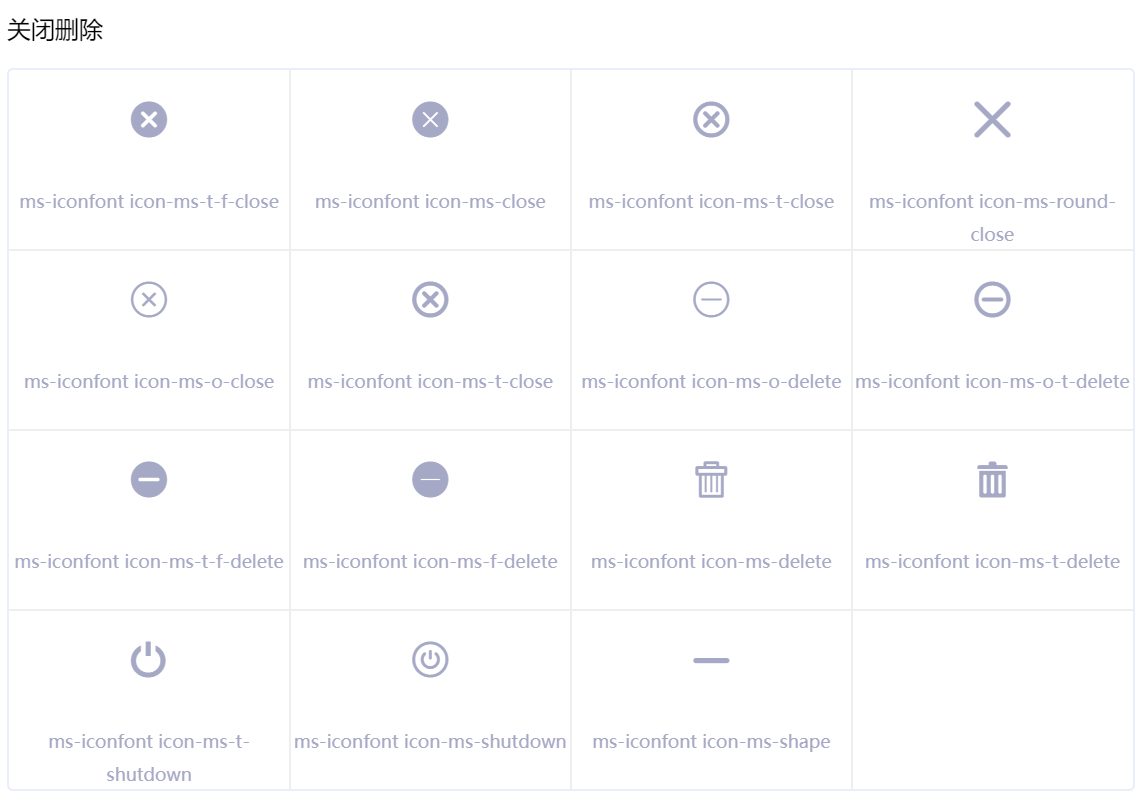 关闭删除
ms-iconfont icon-ms-t-f-close
ms-iconfont icon-ms-close
ms-iconfont icon-ms-t-close
ms-iconfont icon-ms-round-
close
ms-iconfont icon-ms-o-close
ms-iconfont icon-ms-t-close
ms-iconfont icon-ms-o-delete
ms-iconfont icon-ms-o-t-delete
ms-iconfont icon-ms-t-f-delete
ms-iconfont icon-ms-f-delete
ms-iconfont icon-ms-delete
ms-iconfont icon-ms-t-delete
ms-iconfont icon-ms-t-
shutdown
ms-iconfont icon-ms-shutdown
ms-iconfont icon-ms-shape